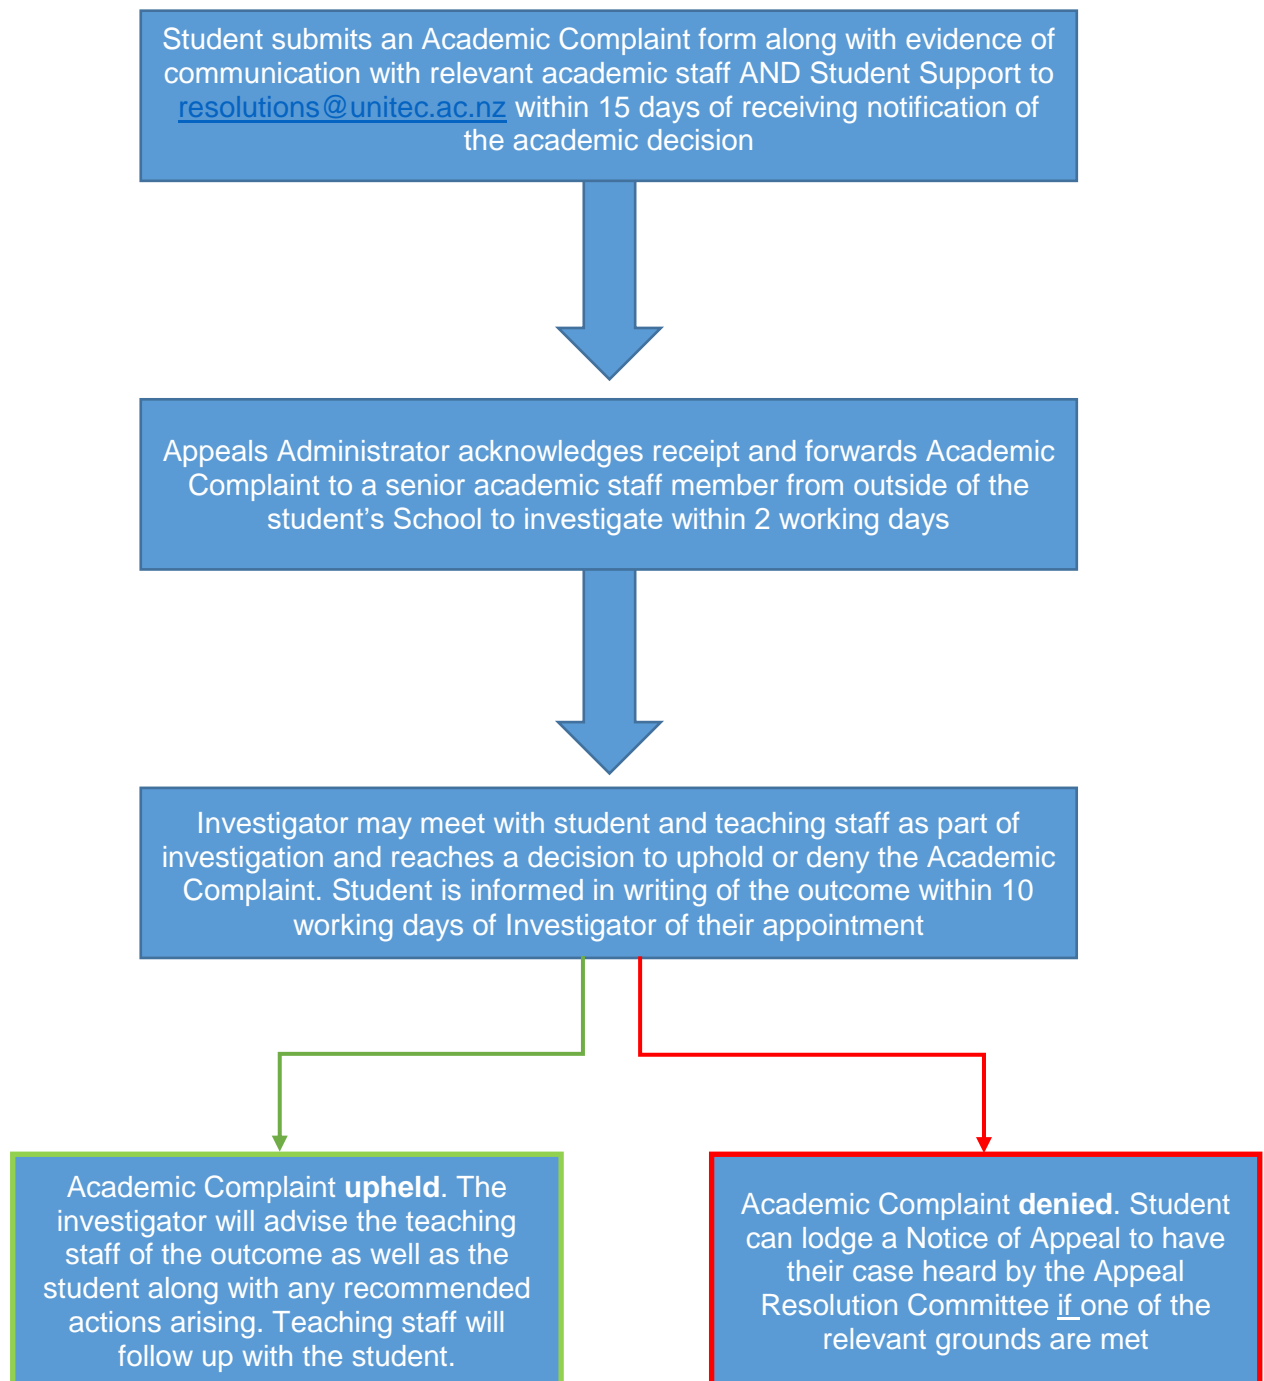 Student submits an Academic Complaint form along with evidence of
communication with relevant academic staff AND Student Support to
resolutions@unitec.ac.nz within 15 days of receiving notification of
the academic decision
Appeals Administrator acknowledges receipt and forwards Academic
Complaint to a senior academic staff member from outside of the
student’s School to investigate within 2 working days
Investigator may meet with student and teaching staff as part of
investigation and reaches a decision to uphold or deny the Academic
Complaint. Student is informed in writing of the outcome within 10
working days of Investigator of their appointment
Academic Complaint upheld. The
investigator will advise the teaching
staff of the outcome as well as the
student along with any recommended
actions arising. Teaching staff will
follow up with the student.
Academic Complaint denied. Student
can lodge a Notice of Appeal to have
their case heard by the Appeal
Resolution Committee if one of the
relevant grounds are met